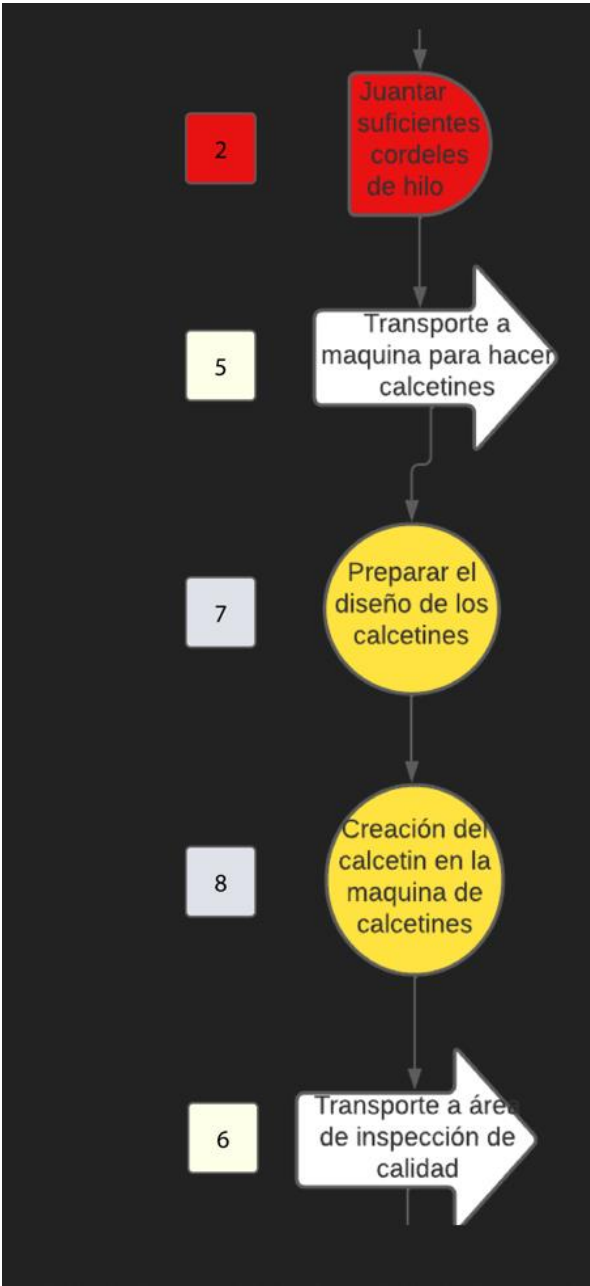 Juantar
suficientes
cordeles
de hilo
2
Transporte a
maquina para hacer
calcetines
5
Preparar el
diseño de los
calcetines
7
Creación del
calcetin en la
maquina de
calcetines
8
Transporte a área
de inspección de
calidad
6